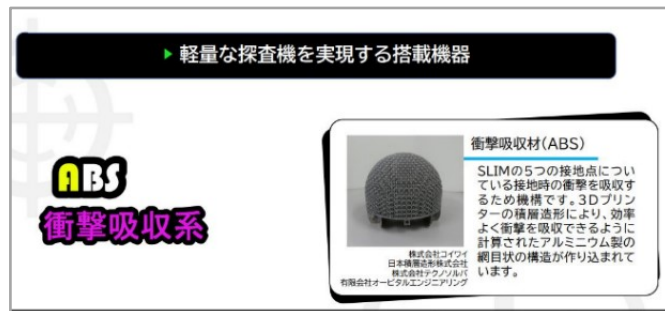 ▶ 軽量な探査機を実現する搭載機器
ABS
衝撃吸収系
衝撃吸収材(ABS)
SLIMの5つの接地点につい
ている接地時の衝撃を吸収す
るため機構です。3Dプリン
ターの積層造形により、効率
よく衝撃を吸収できるように
計算されたアルミニウム製の
網目状の構造が作り込まれて
います。
株式会社コイワイ
日本積層造形株式会社
株式会社テクノソルバ
有限会社オービタルエンジニアリング